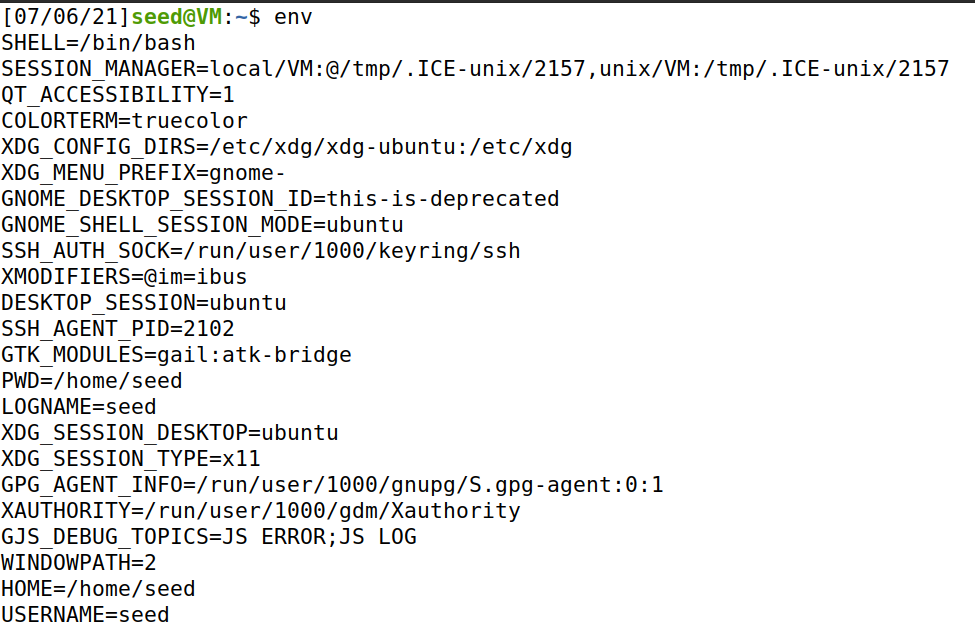 [07/06/21]seed@VM:~$ env
SHELL=/bin/bash
SESSION_MANAGER=local/VM:@/tmp/.ICE-unix/2157,unix/VM:/tmp/.ICE-unix/2157
QT_ACCESSIBILITY=1
COLORTERM=truecolor
XDG_CONFIG_DIRS=/etc/xdg/xdg-ubuntu:/etc/xdg
XDG_MENU_PREFIX=gnome-
GNOME_DESKTOP_SESSION_ID=this-is-deprecated
GNOME_SHELL_SESSION_MODE=ubuntu
SSH_AUTH_SOCK=/run/user/1000/keyring/ssh
XMODIFIERS=@im=ibus
DESKTOP_SESSION=ubuntu
SSH_AGENT_PID=2102
GTK_MODULES=gail:atk-bridge
PWD=/home/seed
LOGNAME=seed
XDG_SESSION_DESKTOP=ubuntu
XDG_SESSION_TYPE=x11
GPG_AGENT_INFO=/run/user/1000/gnupg/S.gpg-agent:0:1
XAUTHORITY=/run/user/1000/gdm/Xauthority
GJS_DEBUG_TOPICS=JS ERROR;JS LOG
WINDOWPATH=2
HOME=/home/seed
USERNAME=seed